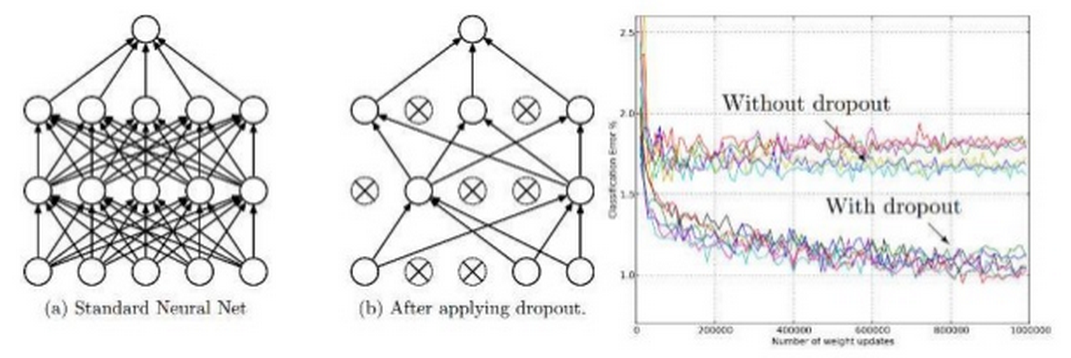 (a) Standard Neural Net
(b) After applying dropout.
Classification Error %
2.5
2.0
1.5
1.0
Without dropout
With dropout
0
200000
400000
600000
800000
1000000
Number of weight updates